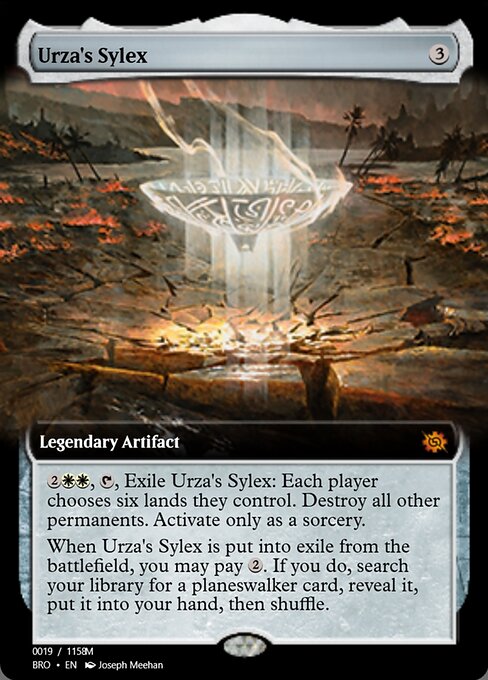 Urza's Sylex 3
Legendary Artifact
2, Exile Urza's Sylex: Each player
chooses six lands they control. Destroy all other
permanents. Activate only as a sorcery.
When Urza's Sylex is put into exile from the
battlefield, you may pay 2. If you do, search
your library for a planeswalker card, reveal it,
put it into your hand, then shuffle.
0019 / 1158M
BRO • EN Joseph Meehan